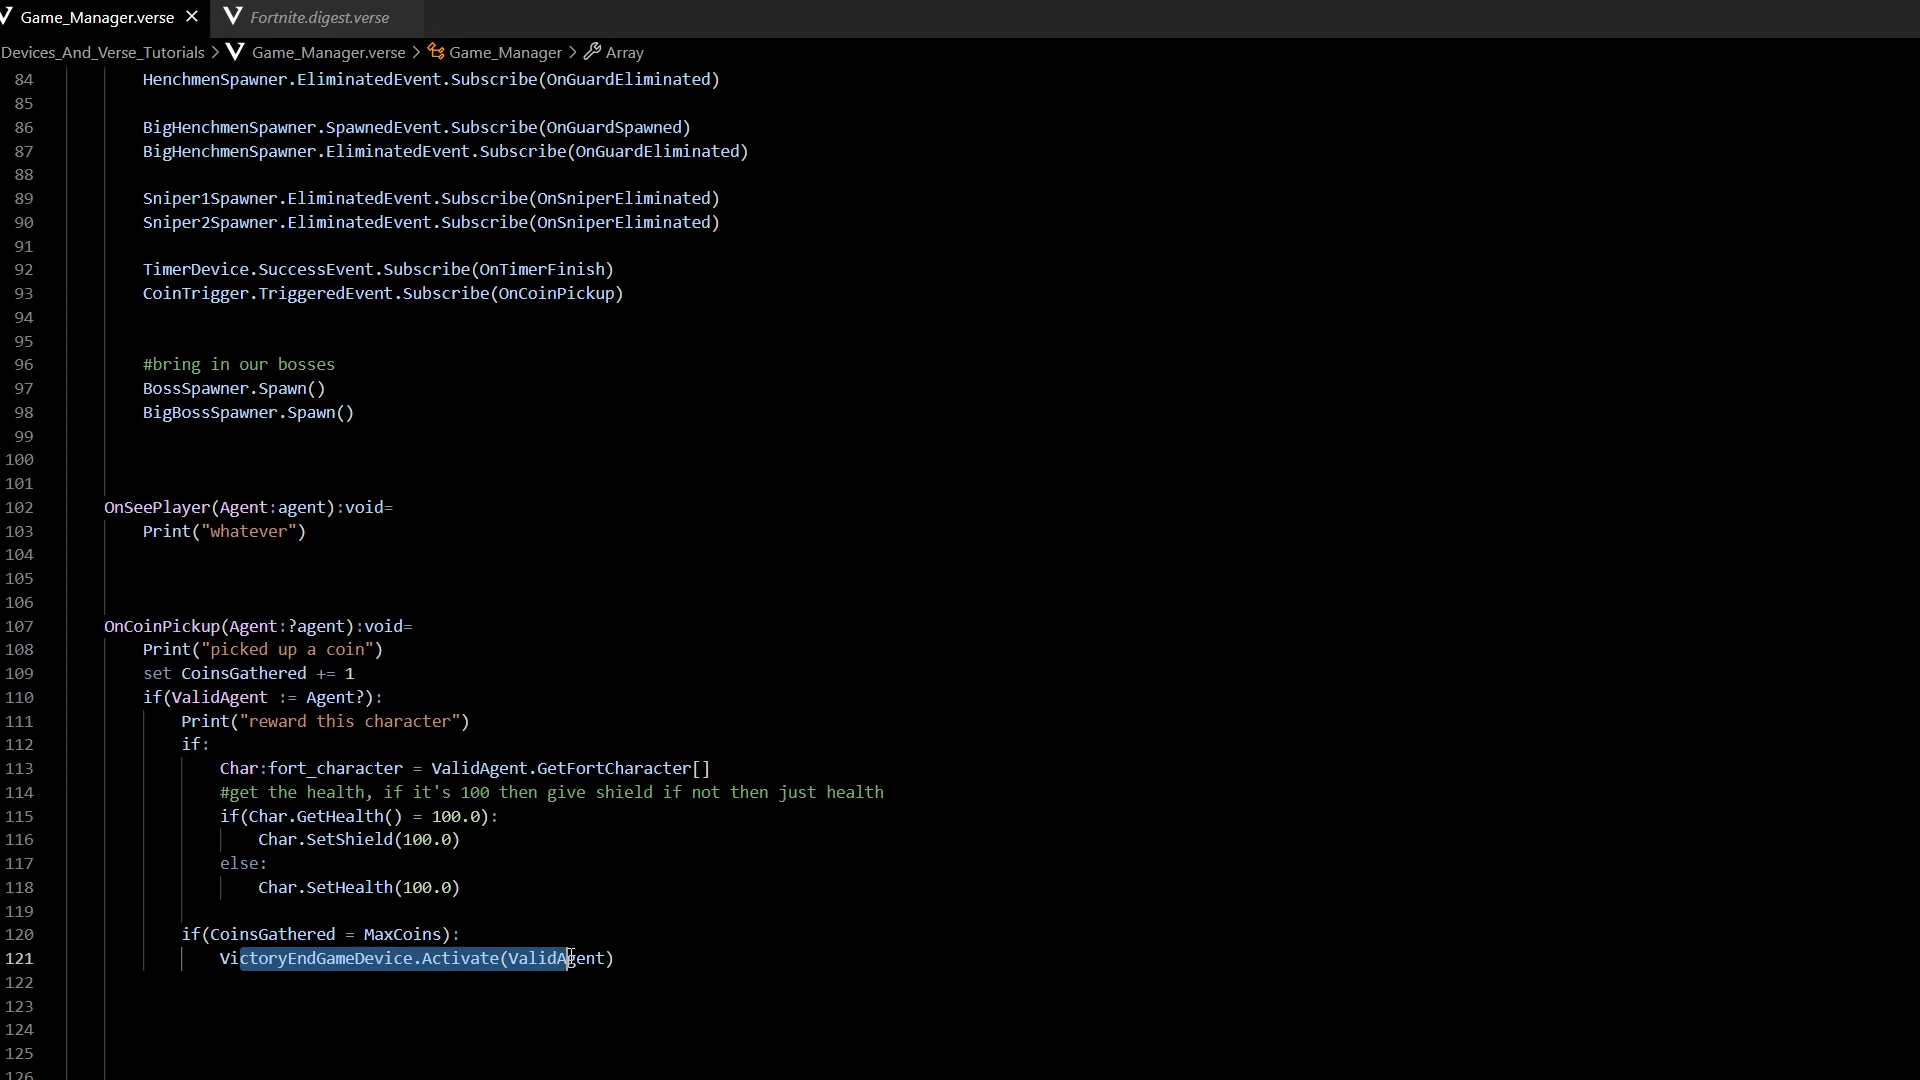 Game_Manager.verse
Fortnite.digest.verse
Devices_And_Verse_Tutorials > Game_Manager.verse > Game_Manager > Array
84 HenchmenSpawner.EliminatedEvent.Subscribe(OnGuardEliminated)
85
86 BigHenchmenSpawner.SpawnedEvent.Subscribe(OnGuardSpawned)
87 BigHenchmenSpawner.EliminatedEvent.Subscribe(OnGuardEliminated)
88
89 Sniper1Spawner.EliminatedEvent.Subscribe(OnSniperEliminated)
90 Sniper2Spawner.EliminatedEvent.Subscribe(OnSniperEliminated)
91
92 TimerDevice.SuccessEvent.Subscribe(OnTimerFinish)
93 CoinTrigger.TriggeredEvent.Subscribe(OnCoinPickup)
94
95
96 #bring in our bosses
97 BossSpawner.Spawn()
98 BigBossSpawner.Spawn()
99
100
101
102 OnSeePlayer(Agent:agent):void=
103 Print("whatever")
104
105
106
107 OnCoinPickup(Agent:?agent):void=
108 Print("picked up a coin")
109 set CoinsGathered += 1
110 if(ValidAgent := Agent?):
111 Print("reward this character")
112 if:
113 Char:fort_character = ValidAgent.GetFortCharacter[]
114 #get the health, if it's 100 then give shield if not then just health
115 if(Char.GetHealth() = 100.0):
116 Char.SetShield(100.0)
117 else:
118 Char.SetHealth(100.0)
119
120 if(CoinsGathered = MaxCoins):
121 VictoryEndGameDevice.Activate(ValidAgent)
122
123
124
125
126